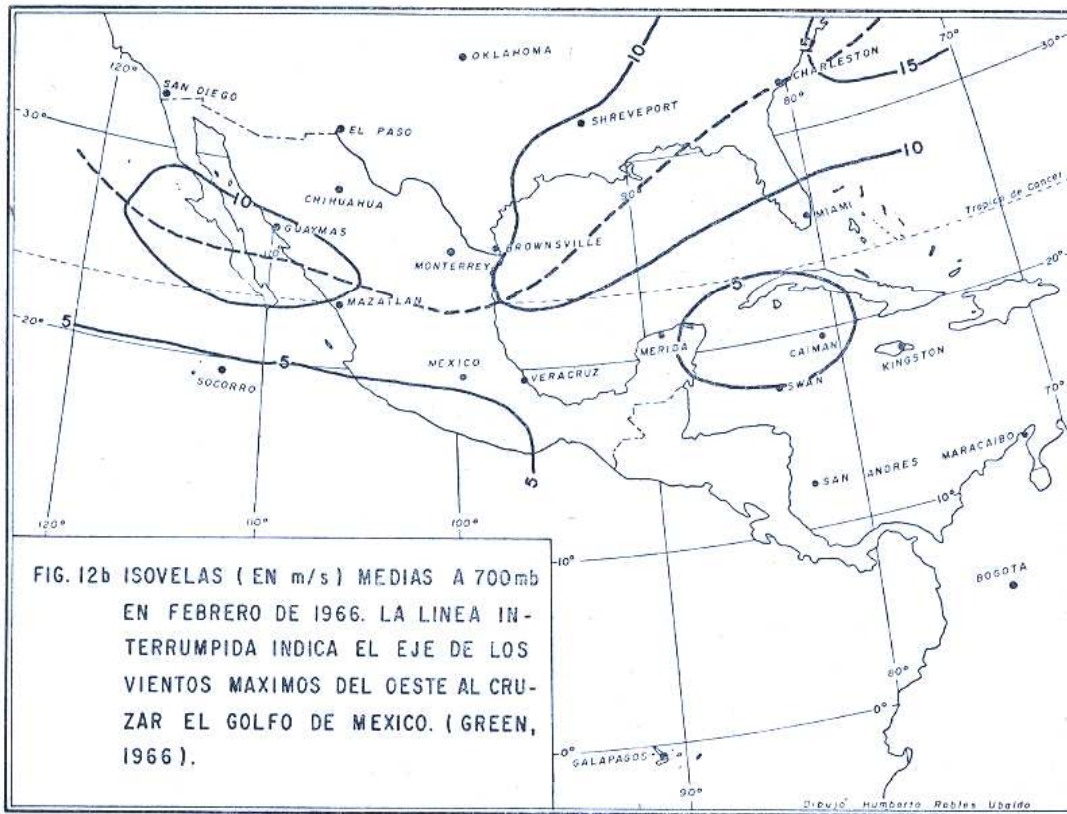 10
70°
OKLAHOMA
15
CHARLESTON
15
30°
120°
SAN DIEGO
80°
30°
EL PASO
SHREVEPORT
10
90°
CHIHUAHUA
10
GUAYMAS
MIAMI
Tropico de Cancer
110°
BROWNSVILLE
MONTERREY
20°
MAZATLAN
5
20°
5
MERIDA
CAIMAN
KINGSTON
5
MEXICO
VERACRUZ
SWAN
SOCORRO
70°
SAN ANDRES
MARACAIBO
5
10°
120°
110°
100°
10°
BOGOTA
FIG. 12b ISOVELAS (EN m/s) MEDIAS A 700mb
EN FEBRERO DE 1966. LA LINEA IN-
TERRUMPIDA INDICA EL EJE DE LOS
VIENTOS MAXIMOS DEL OESTE AL CRU-
ZAR EL GOLFO DE MEXICO. (GREEN,
1966).
80°
0°
GALAPAGOS
0°
90°
Dibujó Humberto Robles Ubaldo